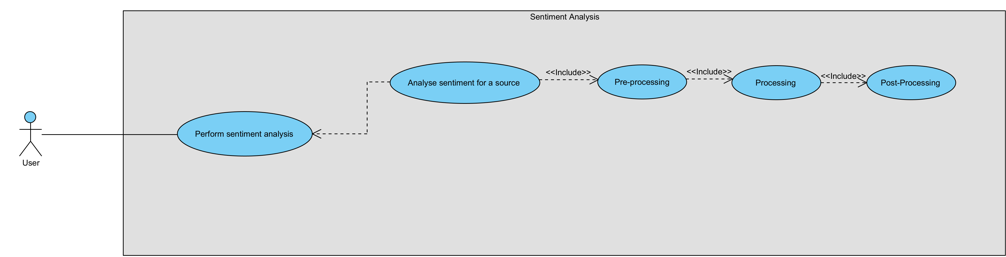 Sentiment Analysis
Analyse sentiment for a source
<<Include>>
Pre-processing
<<Include>>
Processing
<<Include>>
Post-Processing
Perform sentiment analysis
User